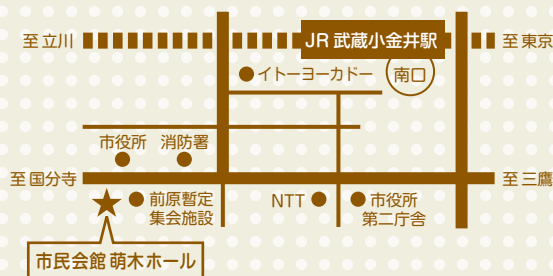 至立川
JR 武蔵小金井駅
至東京
イトーヨーカドー
南口
市役所
消防署
至国分寺
至三鷹
前原暫定
集会施設
NTT
市役所
第二庁舎
市民会館 萌木ホール